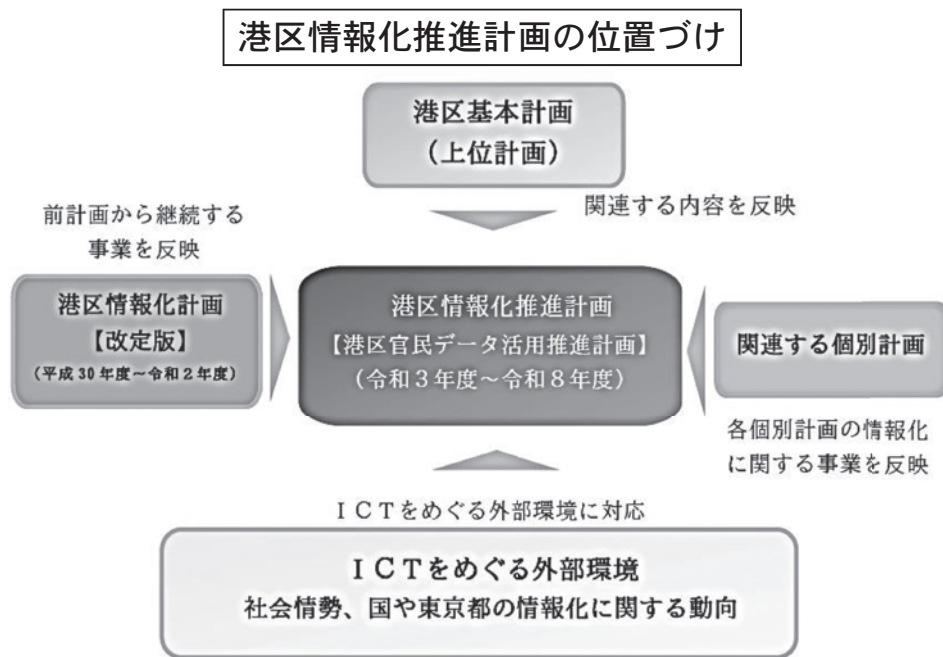 港区情報化推進計画の位置づけ
港区基本計画
（上位計画）
関連する内容を反映
前計画から継続する
事業を反映
港区情報化計画
【改定版】
（平成30年度～令和2年度）
港区情報化推進計画
【港区官民データ活用推進計画】
（令和３年度～令和８年度）
関連する個別計画
各個別計画の情報化
に関する事業を反映
ＩＣＴをめぐる外部環境に対応
ＩＣＴをめぐる外部環境
社会情勢、国や東京都の情報化に関する動向